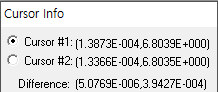 Cursor Info
Cursor #1: (1.3873E-004,6.8039E+000)
Cursor #2: (1.3366E-004,6.8035E+000)
Difference: (5.0769E-006,3.9427E-004)